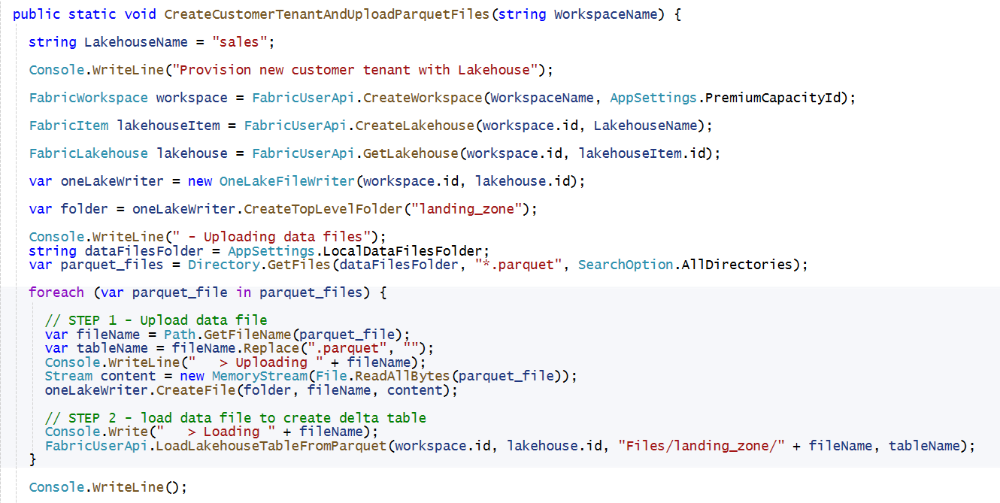 public static void CreateCustomerTenantAndUploadParquetFiles(string WorkspaceName) {
string LakehouseName = "sales";
Console.WriteLine("Provision new customer tenant with Lakehouse");
FabricWorkspace workspace = FabricUserApi.CreateWorkspace(WorkspaceName, AppSettings.PremiumCapacityId);
FabricItem lakehouseItem = FabricUserApi.CreateLakehouse(workspace.id, LakehouseName);
FabricLakehouse lakehouse = FabricUserApi.GetLakehouse(workspace.id, lakehouseItem.id);
var oneLakeWriter = new OneLakeFileWriter(workspace.id, lakehouse.id);
var folder = oneLakeWriter.CreateTopLevelFolder("landing_zone");
Console.WriteLine(" - Uploading data files");
string dataFilesFolder = AppSettings.LocalDataFilesFolder;
var parquet_files = Directory.GetFiles(dataFilesFolder, "*.parquet", SearchOption.AllDirectories);
foreach (var parquet_file in parquet_files) {
// STEP 1 - Upload data file
var fileName = Path.GetFileName(parquet_file);
var tableName = fileName.Replace(".parquet", "");
Console.WriteLine("   > Uploading " + fileName);
Stream content = new MemoryStream(File.ReadAllBytes(parquet_file));
oneLakeWriter.CreateFile(folder, fileName, content);
// STEP 2 - load data file to create delta table
Console.Write("   > Loading " + fileName);
FabricUserApi.LoadLakehouseTableFromParquet(workspace.id, lakehouse.id, "Files/landing_zone/" + fileName, tableName);
}
Console.WriteLine();